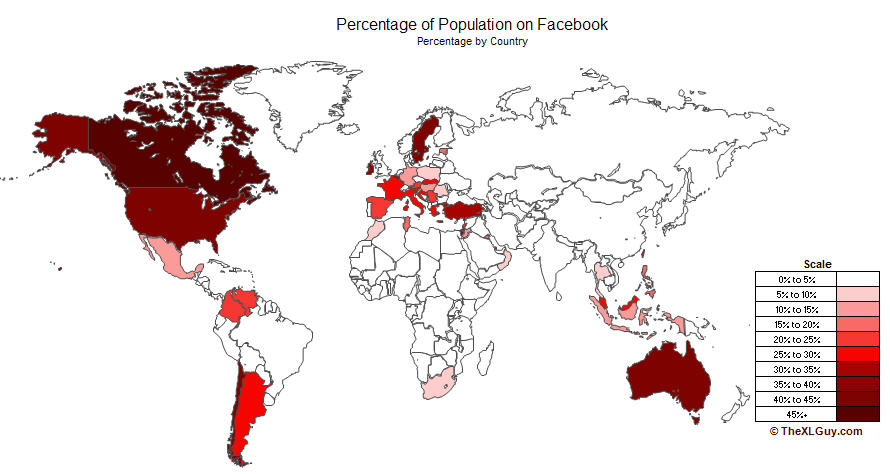 Percentage of Population on Facebook
Percentage by Country
Scale
0% to 5%
5% to 10%
10% to 15%
15% to 20%
20% to 25%
25% to 30%
30% to 35%
35% to 40%
40% to 45%
45%+
© TheXLGuy.com